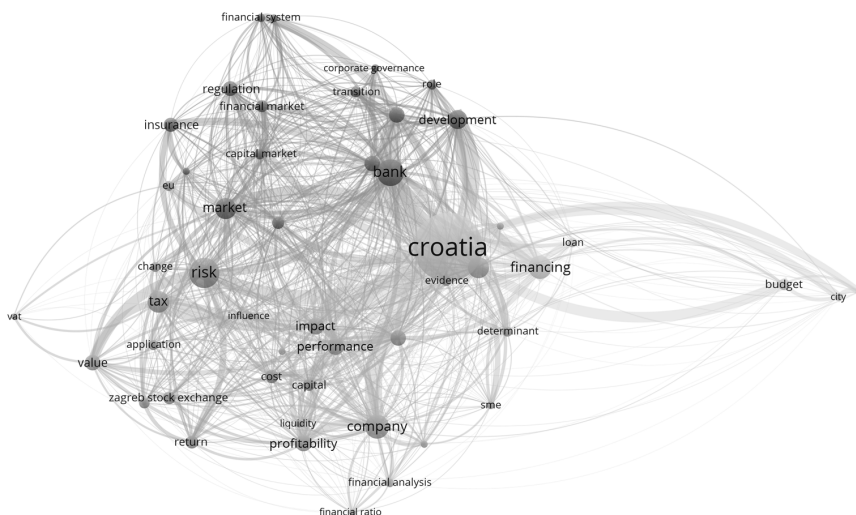 financial system
corporate governance
role
regulation
transition
financial market
development
insurance
capital market
bank
eu
market
croatia
loan
change
risk
evidence
financing
budget
city
tax
vat
influence
impact
determinant
application
performance
value
cost
capital
zagreb stock exchange
sme
liquidity
company
return
profitability
financial analysis
financial ratio